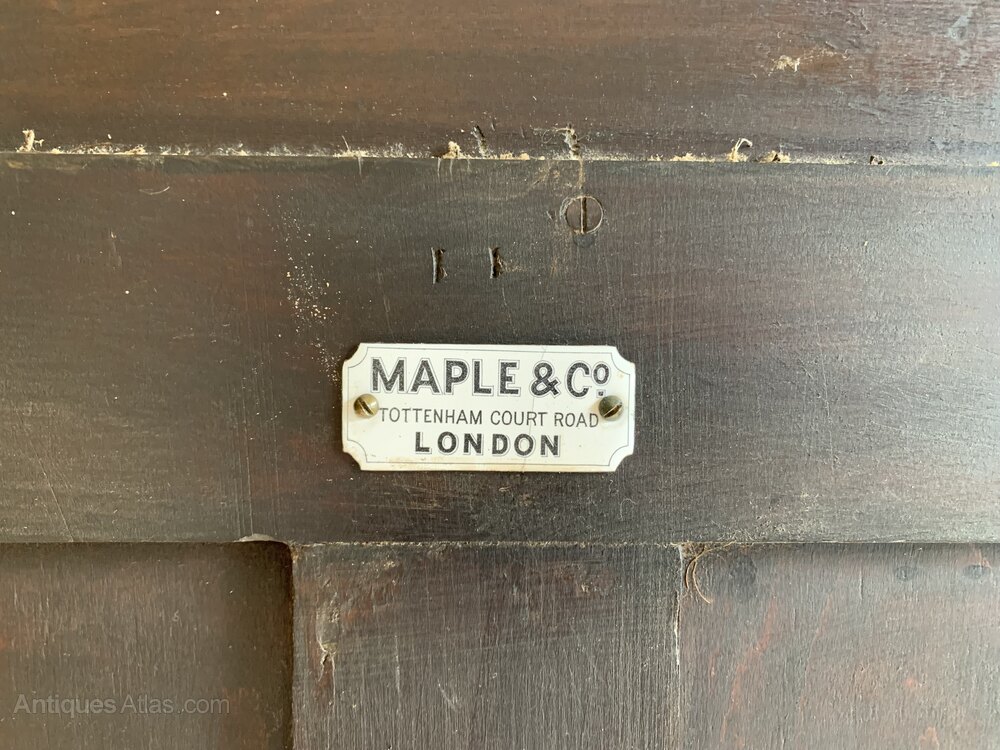 MAPLE & Cº
TOTTENHAM COURT ROAD
LONDON
Antiques Atlas.com